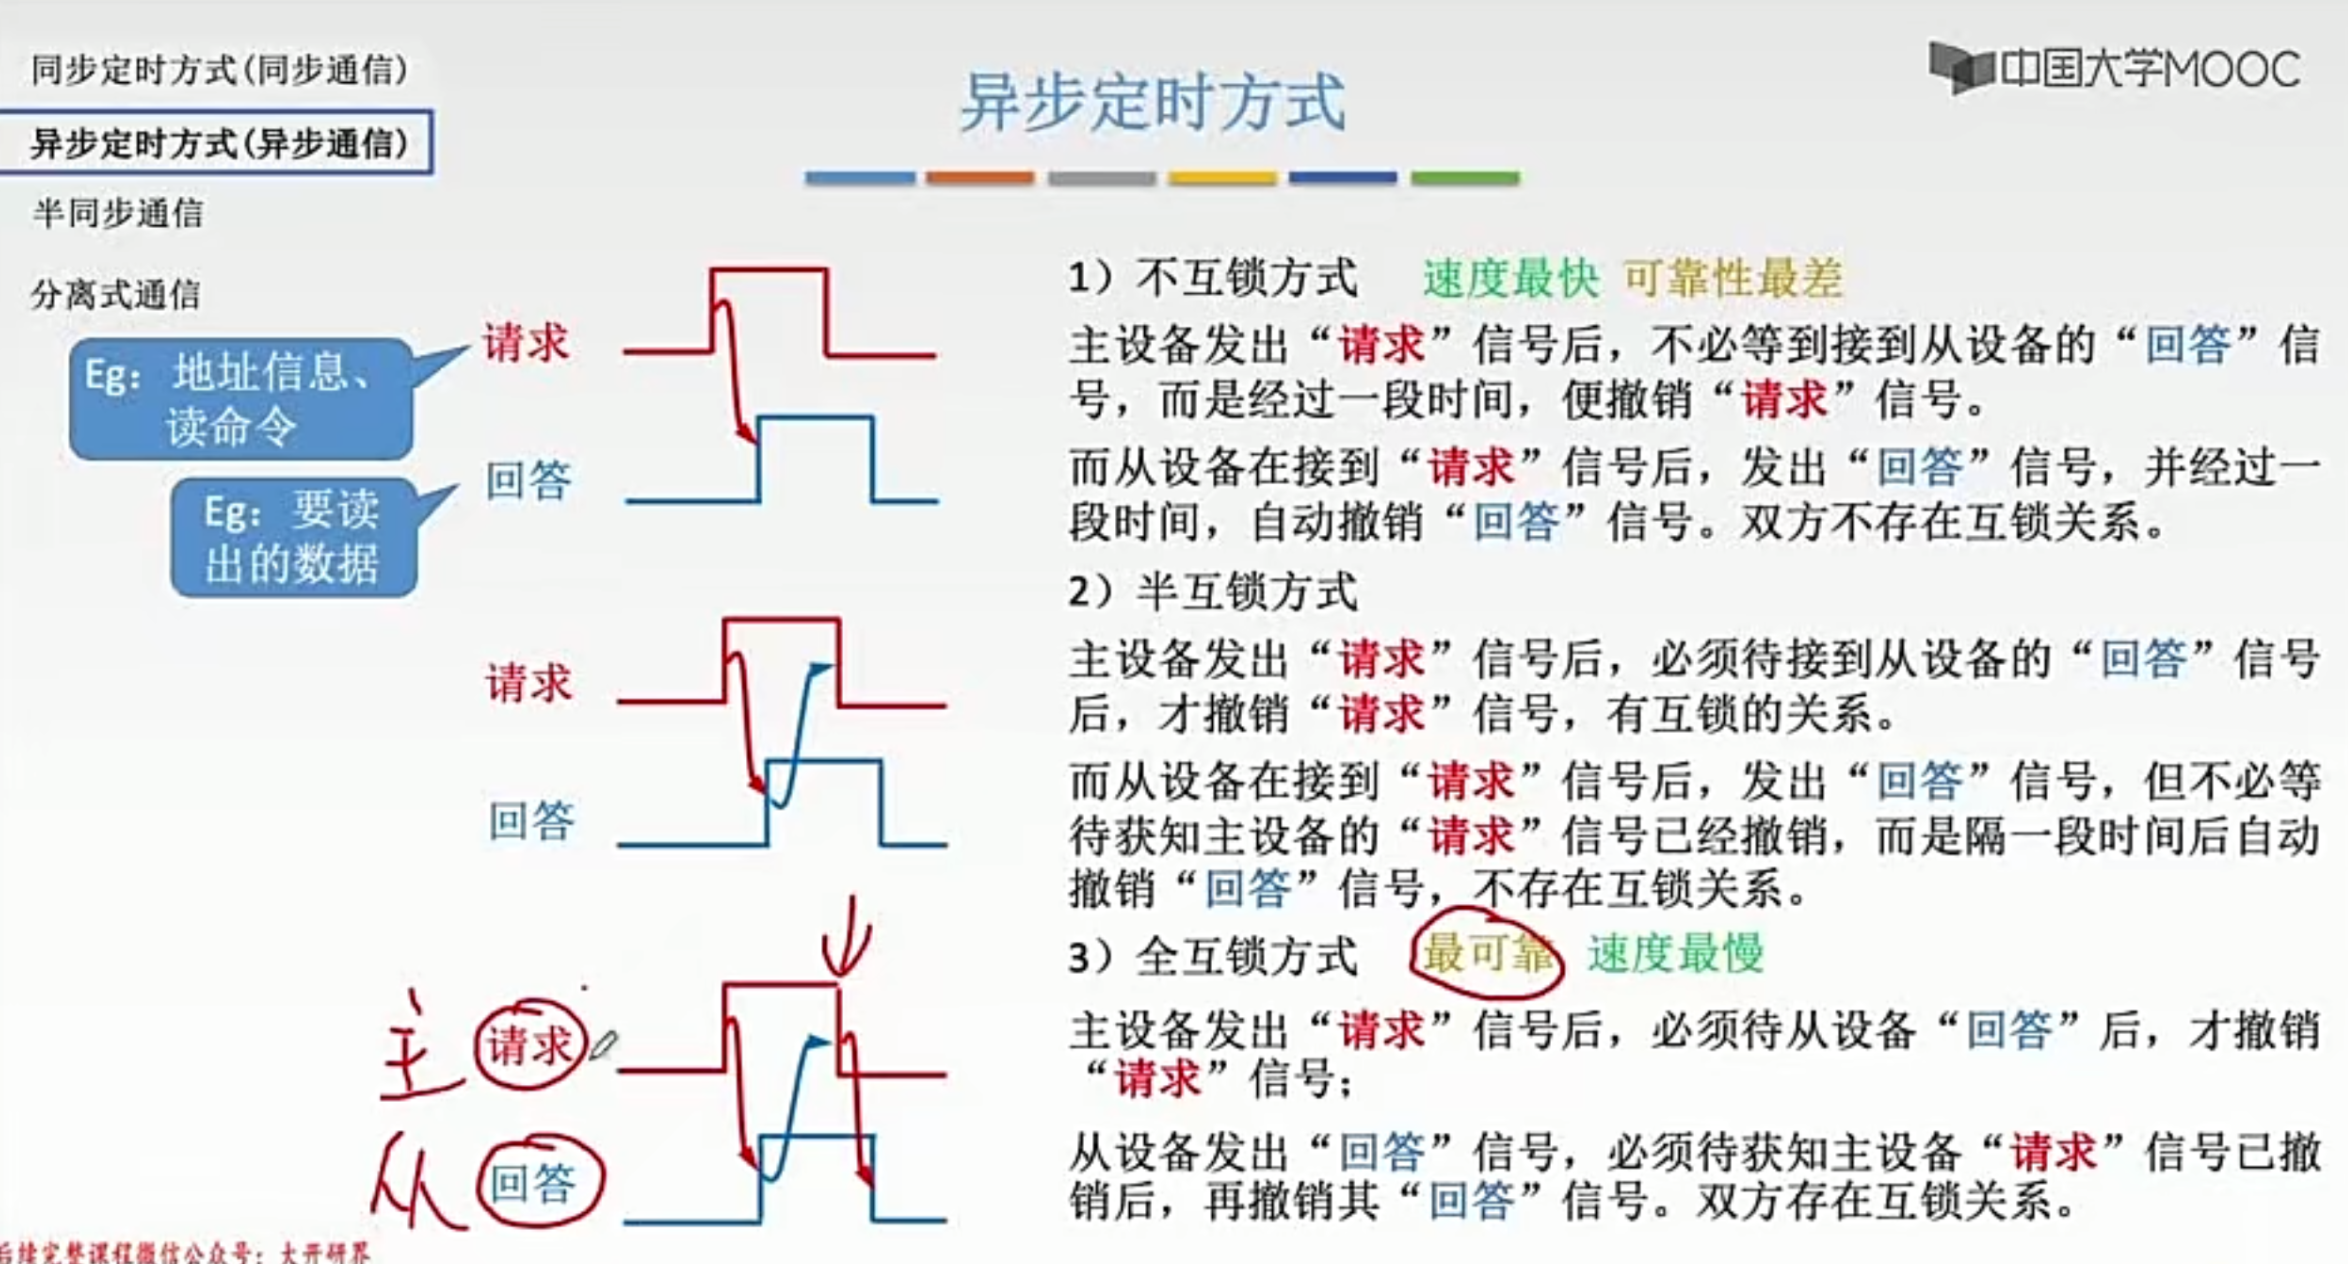 同步定时方式(同步通信)
异步定时方式(异步通信)
半同步通信
分离式通信
异步定时方式
中国大学MOOC
请求
Eg：地址信息、
读命令
回答
Eg：要读
出的数据
1）不互锁方式 速度最快 可靠性最差
主设备发出“请求”信号后，不必等到接到从设备的“回答”信
号，而是经过一段时间，便撤销“请求”信号。
而从设备在接到“请求”信号后，发出“回答”信号，并经过一
段时间，自动撤销“回答”信号。双方不存在互锁关系。
请求
回答
2）半互锁方式
主设备发出“请求”信号后，必须待接到从设备的“回答”信号
后，才撤销“请求”信号，有互锁的关系。
而从设备在接到“请求”信号后，发出“回答”信号，但不必等
待获知主设备的“请求”信号已经撤销，而是隔一段时间后自动
撤销“回答”信号，不存在互锁关系。
主 请求
从 回答
3）全互锁方式 最可靠 速度最慢
主设备发出“请求”信号后，必须待从设备“回答”后，才撤销
“请求”信号；
从设备发出“回答”信号，必须待获知主设备“请求”信号已撤
销后，再撤销其“回答”信号。双方存在互锁关系。
后续完整课程微信公众号：大开研界